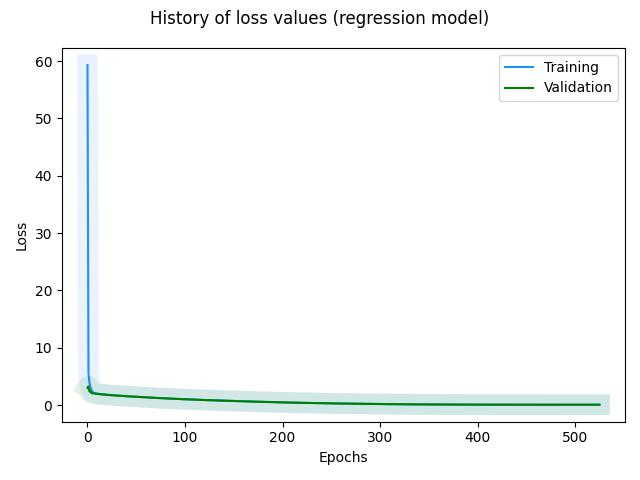 History of loss values (regression model)
Training
Validation
60
50
40
30
20
10
0
Loss
0 100 200 300 400 500
Epochs